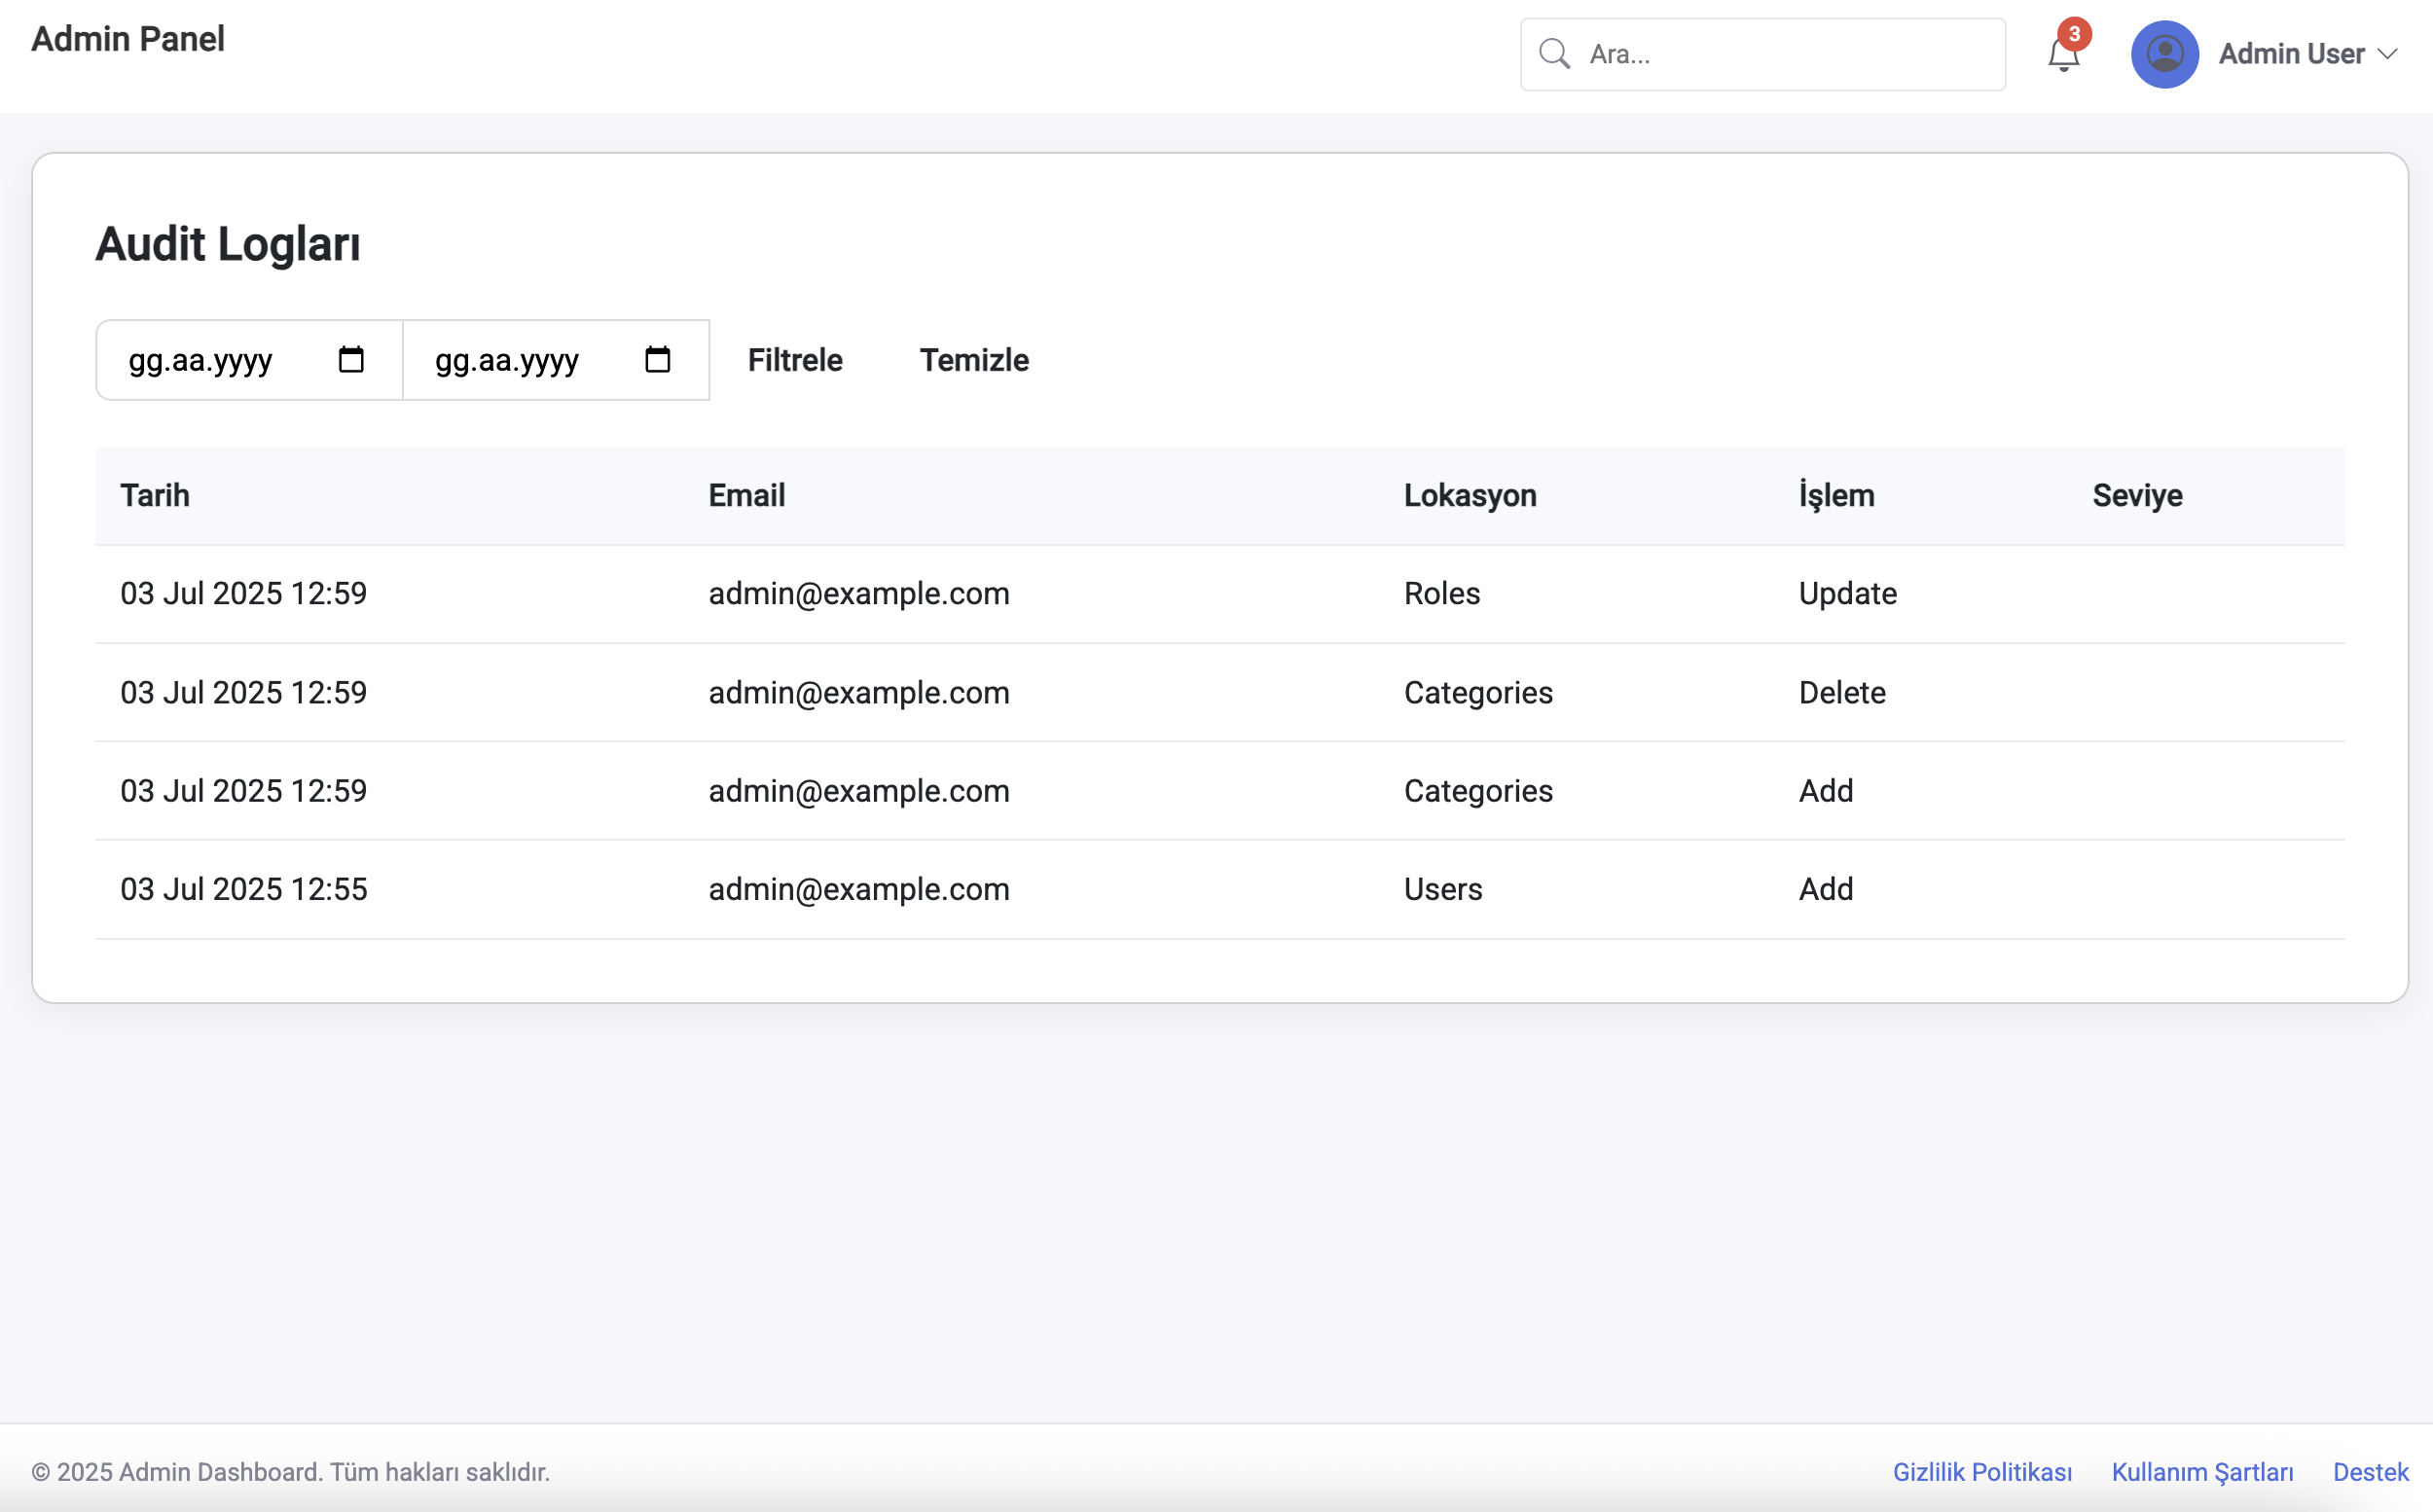 Admin Panel
Ara...
3
Admin User
Audit Logları
gg.aa.yyyy gg.aa.yyyy Filtrele Temizle
Tarih Email Lokasyon İşlem Seviye
03 Jul 2025 12:59 admin@example.com Roles Update
03 Jul 2025 12:59 admin@example.com Categories Delete
03 Jul 2025 12:59 admin@example.com Categories Add
03 Jul 2025 12:55 admin@example.com Users Add
© 2025 Admin Dashboard. Tüm hakları saklıdır.
Gizlilik Politikası Kullanım Şartları Destek